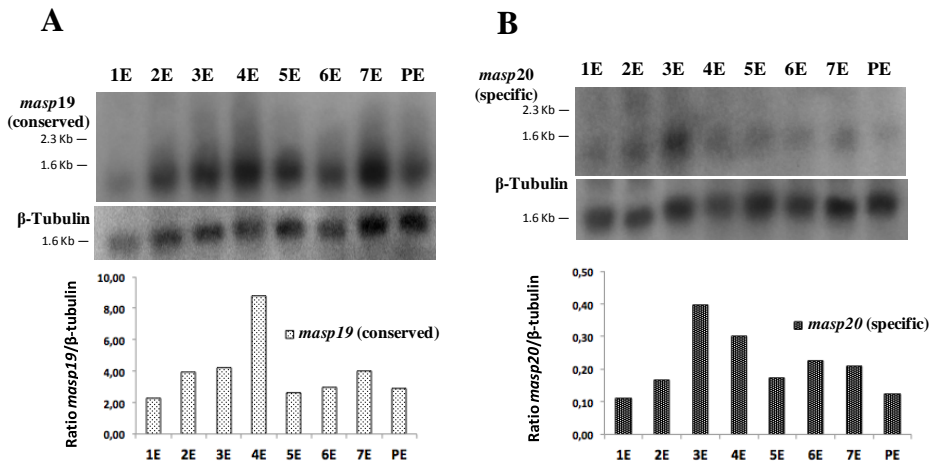 A
1E 2E 3E 4E 5E 6E 7E PE
masp19
(conserved)
2.3 Kb
1.6 Kb
β-Tubulin
1.6 Kb
Ratio masp19/β-tubulin
10,00
8,00
6,00
4,00
2,00
0,00
masp19 (conserved)
1E 2E 3E 4E 5E 6E 7E PE
B
1E 2E 3E 4E 5E 6E 7E PE
masp20
(specific)
2.3 Kb
1.6 Kb
β-Tubulin
1.6 Kb
Ratio masp20/β-tubulin
0,50
0,40
0,30
0,20
0,10
0,00
masp20 (specific)
1E 2E 3E 4E 5E 6E 7E PE